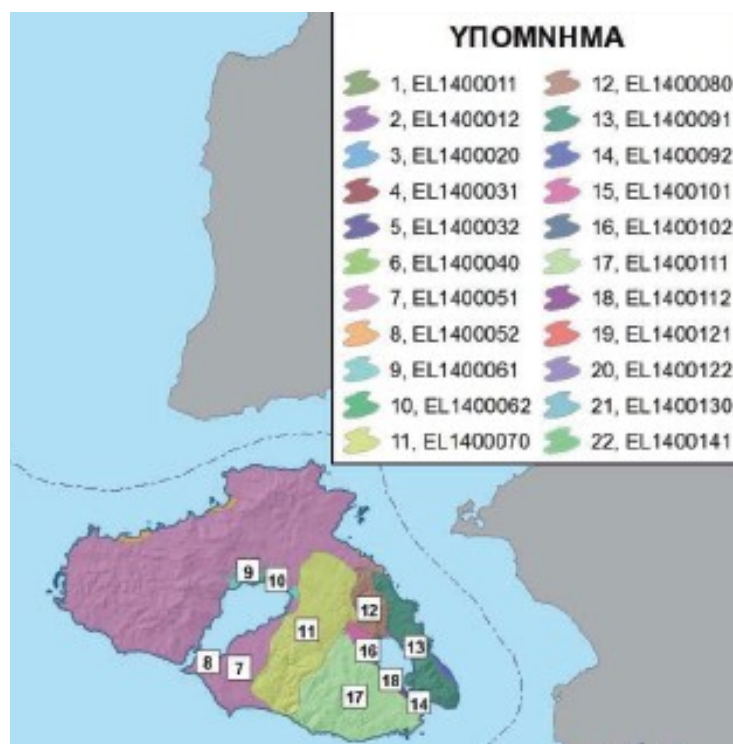 ΥΠΟΜΝΗΜΑ
1, EL1400011
2, EL1400012
3, EL1400020
4, EL1400031
5, EL1400032
6, EL1400040
7, EL1400051
8, EL1400052
9, EL1400061
10, EL1400062
11, EL1400070
12, EL1400080
13, EL1400091
14, EL1400092
15, EL1400101
16, EL1400102
17, EL1400111
18, EL1400112
19, EL1400121
20, EL1400122
21, EL1400130
22, EL1400141
9
10
12
11
13
16
8
7
18
17
14